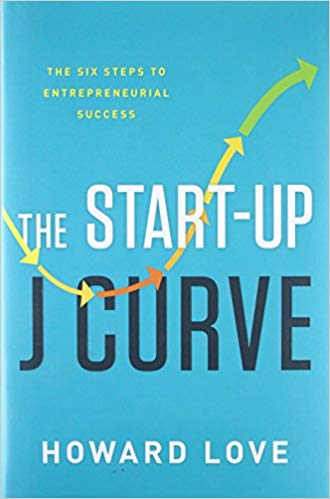 THE SIX STEPS TO
ENTREPRENEURIAL
SUCCESS
THE START-UP
J CURVE
HOWARD LOVE